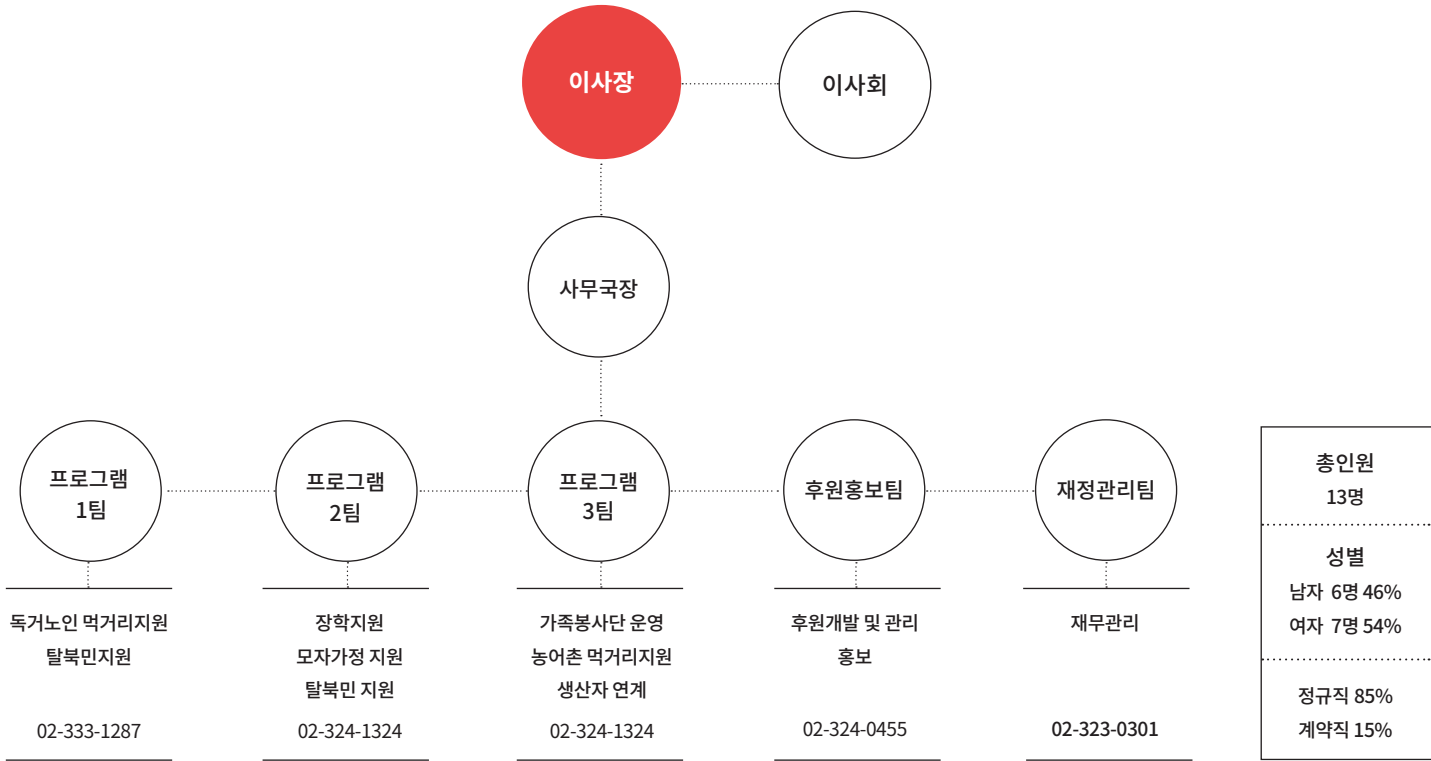 이사장
이사회
사무국장
프로그램
1팀
프로그램
2팀
프로그램
3팀
후원홍보팀
재정관리팀
독거노인 먹거리지원
탈북민지원
02-333-1287
장학지원
모자가정 지원
탈북민 지원
02-324-1324
가족봉사단 운영
농어촌 먹거리지원
생산자 연계
02-324-1324
후원개발 및 관리
홍보
02-324-0455
재무관리
02-323-0301
총인원
13명
성별
남자 6명 46%
여자 7명 54%
정규직 85%
계약직 15%